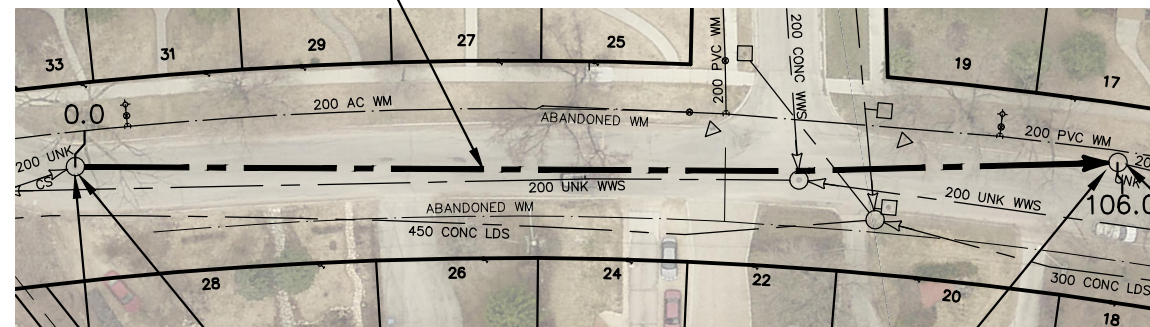 33
31
29
27
25
19
17
0.0
200 AC WM
ABANDONED WM
200 PVC WM
200 CONC WWS
200 PVC WM
200 UNK
CS
200 UNK WWS
200 UNK WWS
20
UNK
106.0
ABANDONED WM
450 CONC LDS
300 CONC LDS
28
26
24
22
20
18